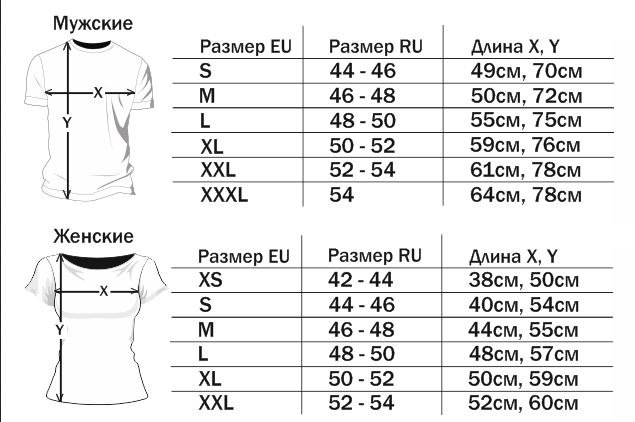 Мужские
Размер EU Размер RU Длина X, Y
S 44 - 46 49см, 70см
M 46 - 48 50см, 72см
L 48 - 50 55см, 75см
XL 50 - 52 59см, 76см
XXL 52 - 54 61см, 78см
XXXL 54 64см, 78см
X
Y
Женские
Размер EU Размер RU Длина X, Y
XS 42 - 44 38см, 50см
S 44 - 46 40см, 54см
M 46 - 48 44см, 55см
L 48 - 50 48см, 57см
XL 50 - 52 50см, 59см
XXL 52 - 54 52см, 60см
X
Y